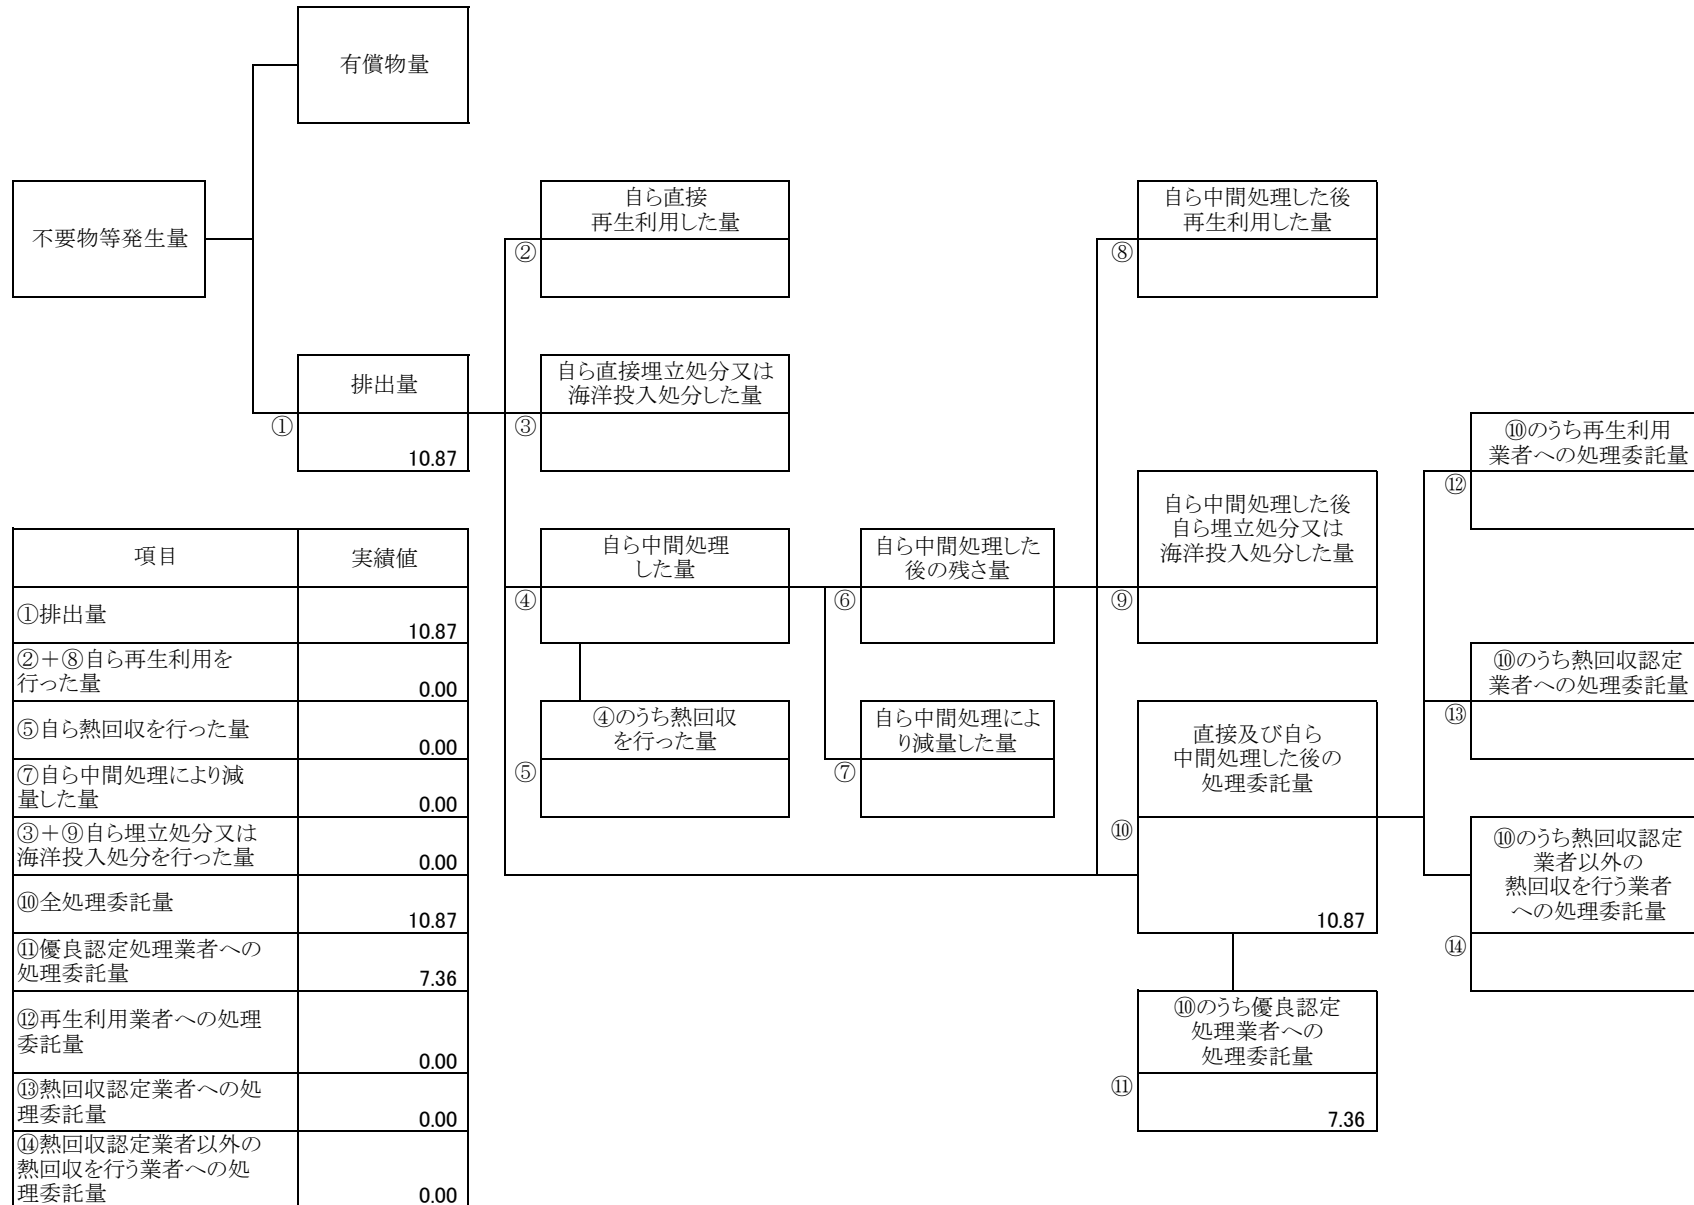 有償物量
不要物等発生量
自ら直接
再生利用した量
②
自ら中間処理した後
再生利用した量
⑧
排出量
①
10.87
自ら直接埋立処分又は
海洋投入処分した量
③
⑩のうち再生利用
業者への処理委託量
⑫
自ら中間処理した後
自ら埋立処分又は
海洋投入処分した量
⑨
自ら中間処理
した量
④
自ら中間処理した
後の残さ量
⑥
⑩のうち熱回収認定
業者への処理委託量
⑬
④のうち熱回収
を行った量
⑤
自ら中間処理によ
り減量した量
⑦
直接及び自ら
中間処理した後の
処理委託量
⑩
10.87
⑩のうち熱回収認定
業者以外の
熱回収を行う業者
への処理委託量
⑭
⑩のうち優良認定
処理業者への
処理委託量
⑪
7.36
項目 実績値
①排出量
10.87
②+⑧自ら再生利用を
行った量
0.00
⑤自ら熱回収を行った量
0.00
⑦自ら中間処理により減
量した量
0.00
③+⑨自ら埋立処分又は
海洋投入処分を行った量
0.00
⑩全処理委託量
10.87
⑪優良認定処理業者への
処理委託量
7.36
⑫再生利用業者への処理
委託量
0.00
⑬熱回収認定業者への処
理委託量
0.00
⑭熱回収認定業者以外の
熱回収を行う業者への処
理委託量
0.00